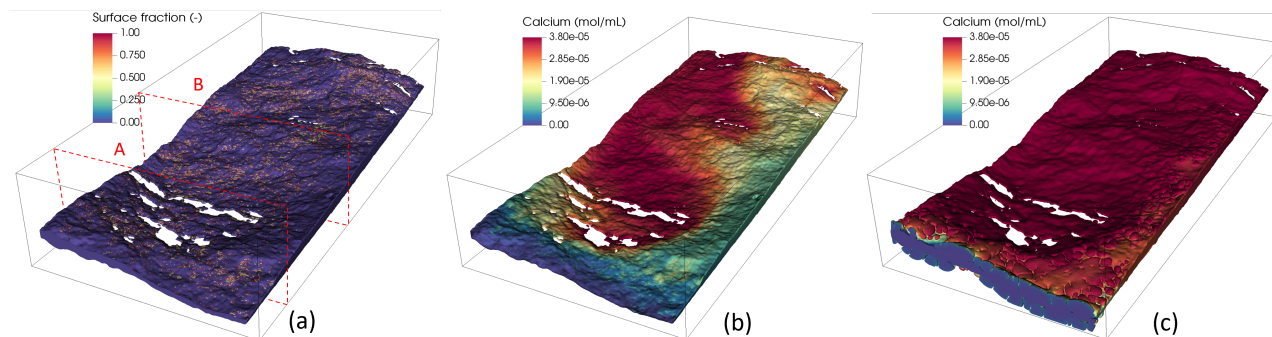 Surface fraction (-)
1.00
0.750
0.500
0.250
0.00
B
A
(a)
Calcium (mol/mL)
3.80e-05
2.85e-05
1.90e-05
9.50e-06
0.00
(b)
Calcium (mol/mL)
3.80e-05
2.85e-05
1.90e-05
9.50e-06
0.00
(c)